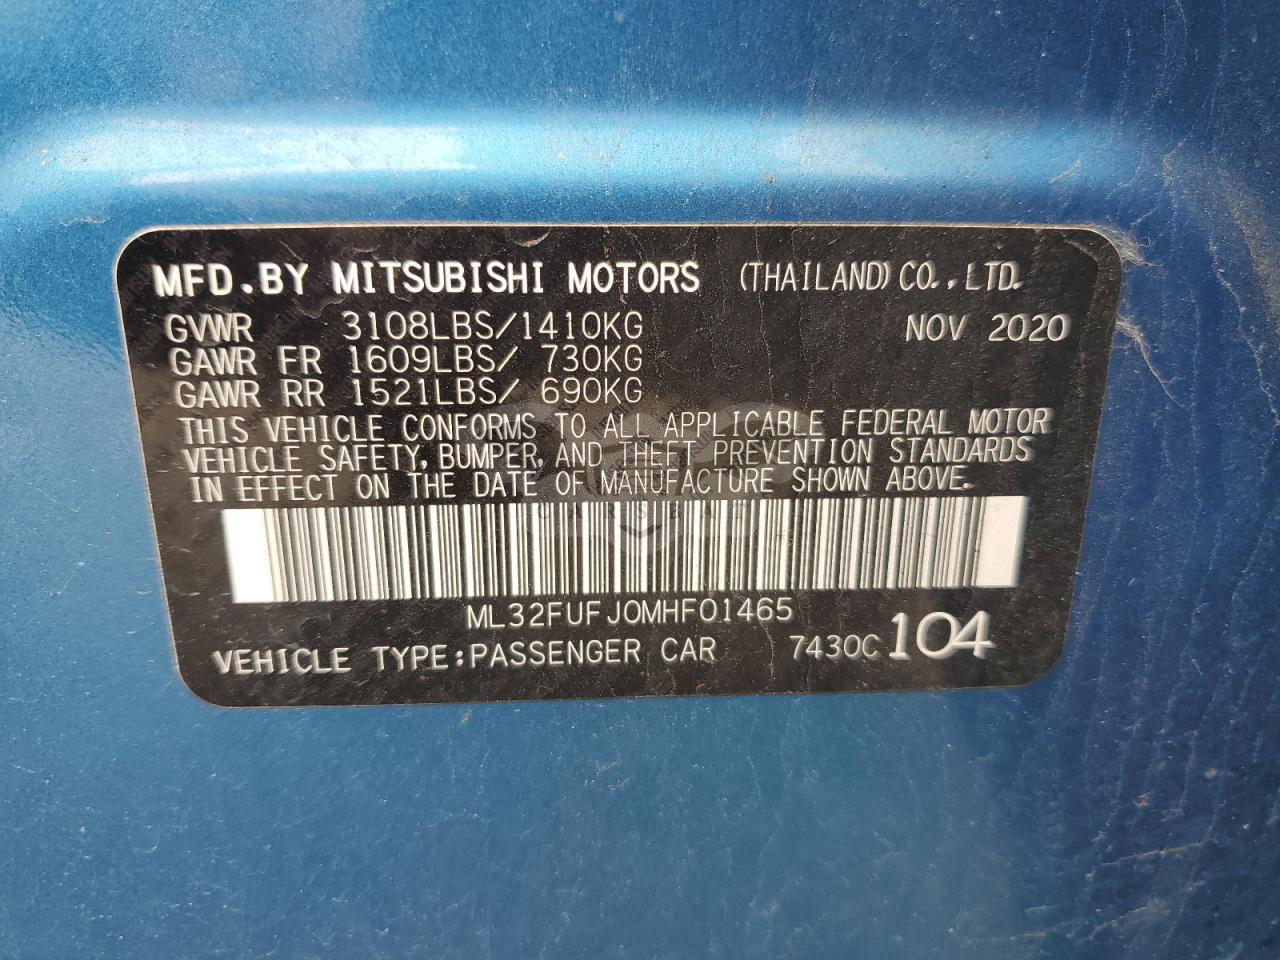 MFD.BY MITSUBISHI MOTORS (THAILAND) CO.,LTD.
GVWR 3108LBS/1410KG NOV 2020
GAWR FR 1609LBS/ 730KG
GAWR RR 1521LBS/ 690KG
THIS VEHICLE CONFORMS TO ALL APPLICABLE FEDERAL MOTOR
VEHICLE SAFETY, BUMPER, AND THEFT PREVENTION STANDARDS
IN EFFECT ON THE DATE OF MANUFACTURE SHOWN ABOVE.
ML32FUFJ0MHF01465
VEHICLE TYPE:PASSENGER CAR 7430C 104